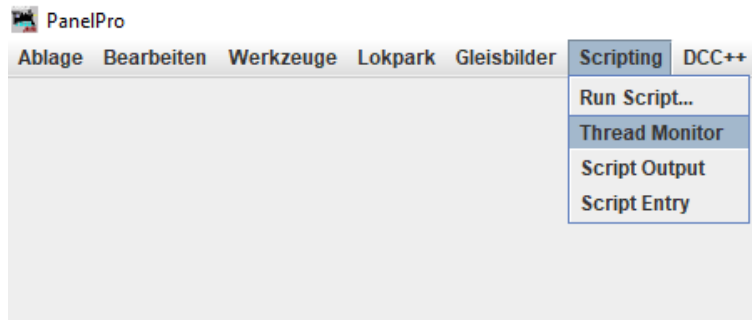 PanelPro
Ablage Bearbeiten Werkzeuge Lokpark Gleisbilder Scripting DCC++
Run Script...
Thread Monitor
Script Output
Script Entry